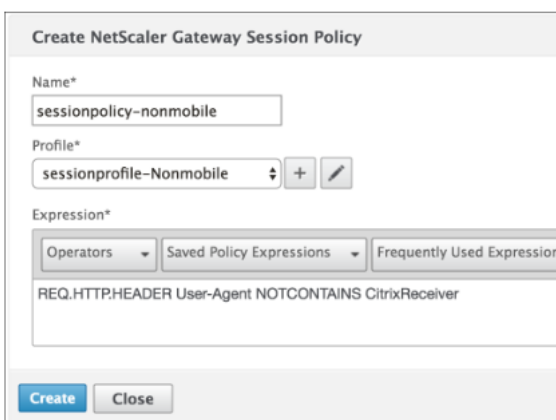 Create NetScaler Gateway Session Policy
Name*
sessionpolicy-nonmobile
Profile*
sessionprofile-Nonmobile
Expression*
Operators Saved Policy Expressions Frequently Used Expression
REQ.HTTP.HEADER User-Agent NOTCONTAINS CitrixReceiver
Create Close